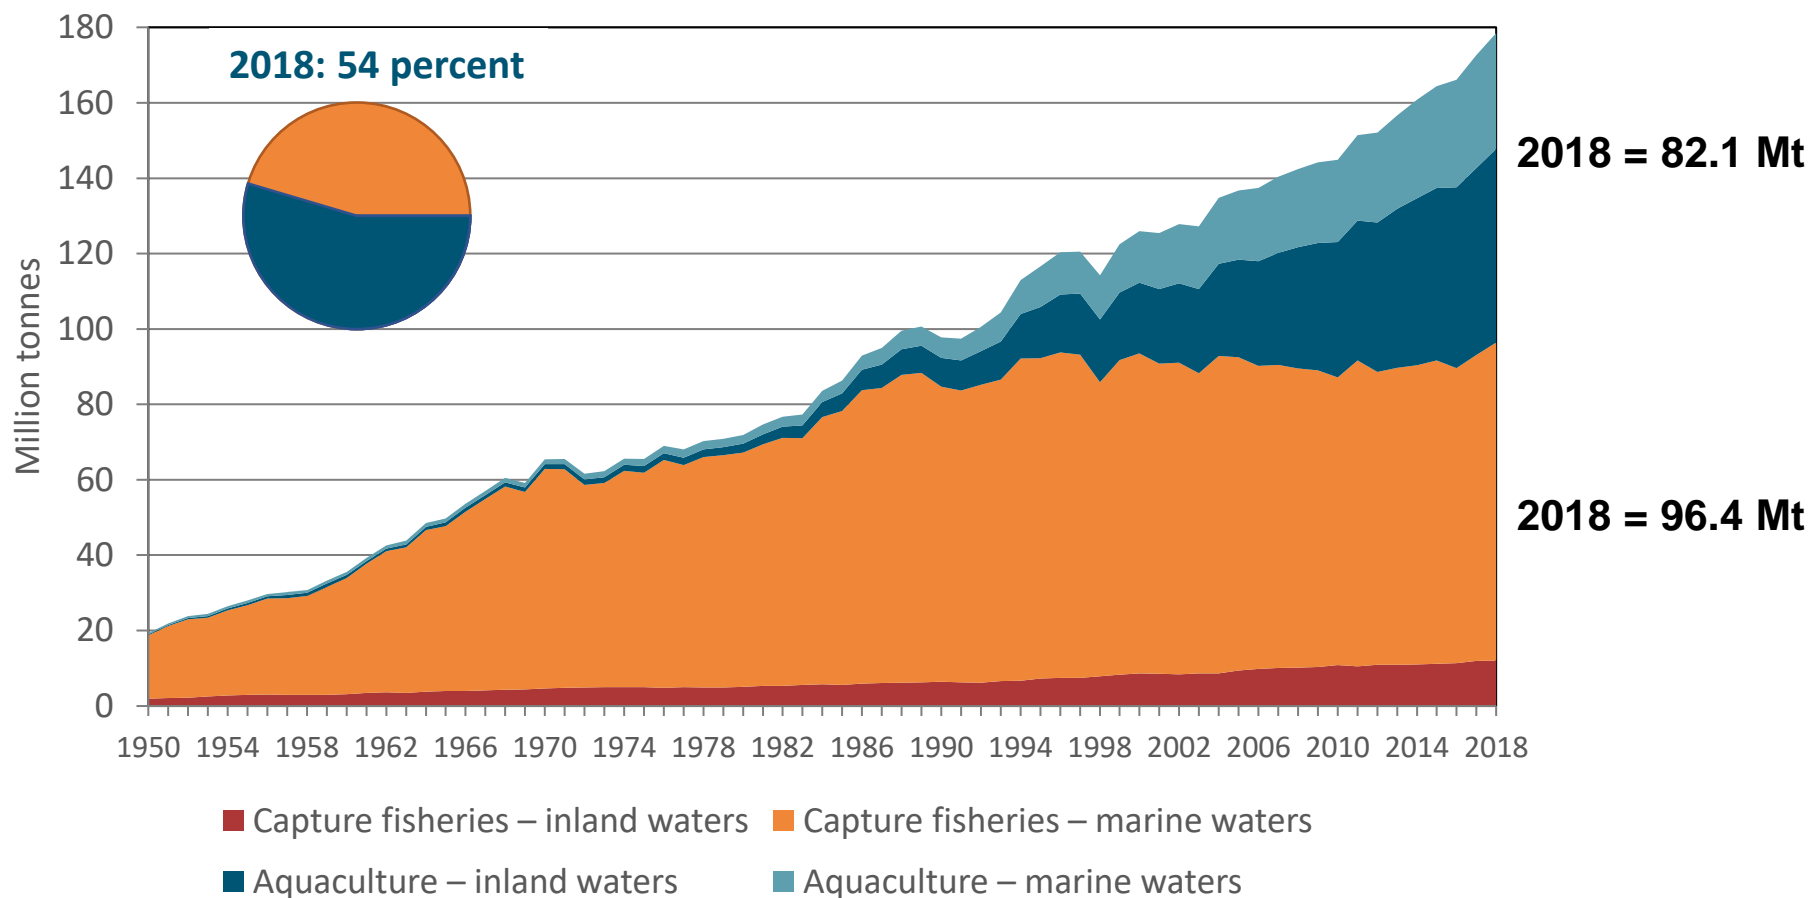 180
160
140
120
100
80
60
40
20
0
Million tonnes
2018: 54 percent
2018 = 82.1 Mt
2018 = 96.4 Mt
1950 1954 1958 1962 1966 1970 1974 1978 1982 1986 1990 1994 1998 2002 2006 2010 2014 2018
Capture fisheries – inland waters
Capture fisheries – marine waters
Aquaculture – inland waters
Aquaculture – marine waters